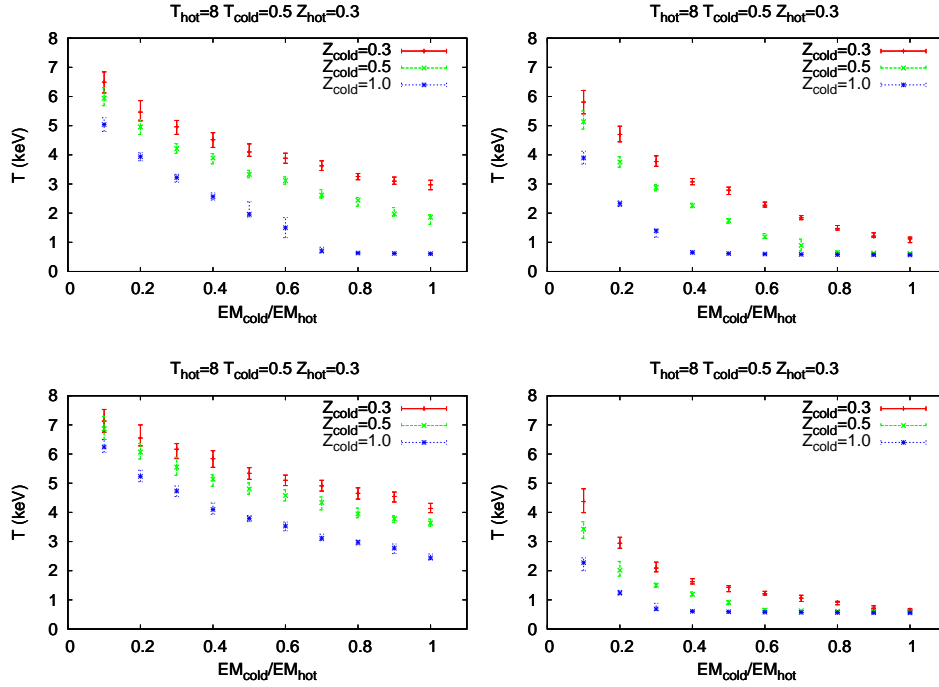 T_hot=8 T_cold=0.5 Z_hot=0.3
Z_cold=0.3
Z_cold=0.5
Z_cold=1.0
8
7
6
5
4
3
2
1
0
T (keV)
0 0.2 0.4 0.6 0.8 1
EM_cold/EM_hot
T_hot=8 T_cold=0.5 Z_hot=0.3
Z_cold=0.3
Z_cold=0.5
Z_cold=1.0
8
7
6
5
4
3
2
1
0
T (keV)
0 0.2 0.4 0.6 0.8 1
EM_cold/EM_hot
T_hot=8 T_cold=0.5 Z_hot=0.3
Z_cold=0.3
Z_cold=0.5
Z_cold=1.0
8
7
6
5
4
3
2
1
0
T (keV)
0 0.2 0.4 0.6 0.8 1
EM_cold/EM_hot
T_hot=8 T_cold=0.5 Z_hot=0.3
Z_cold=0.3
Z_cold=0.5
Z_cold=1.0
8
7
6
5
4
3
2
1
0
T (keV)
0 0.2 0.4 0.6 0.8 1
EM_cold/EM_hot